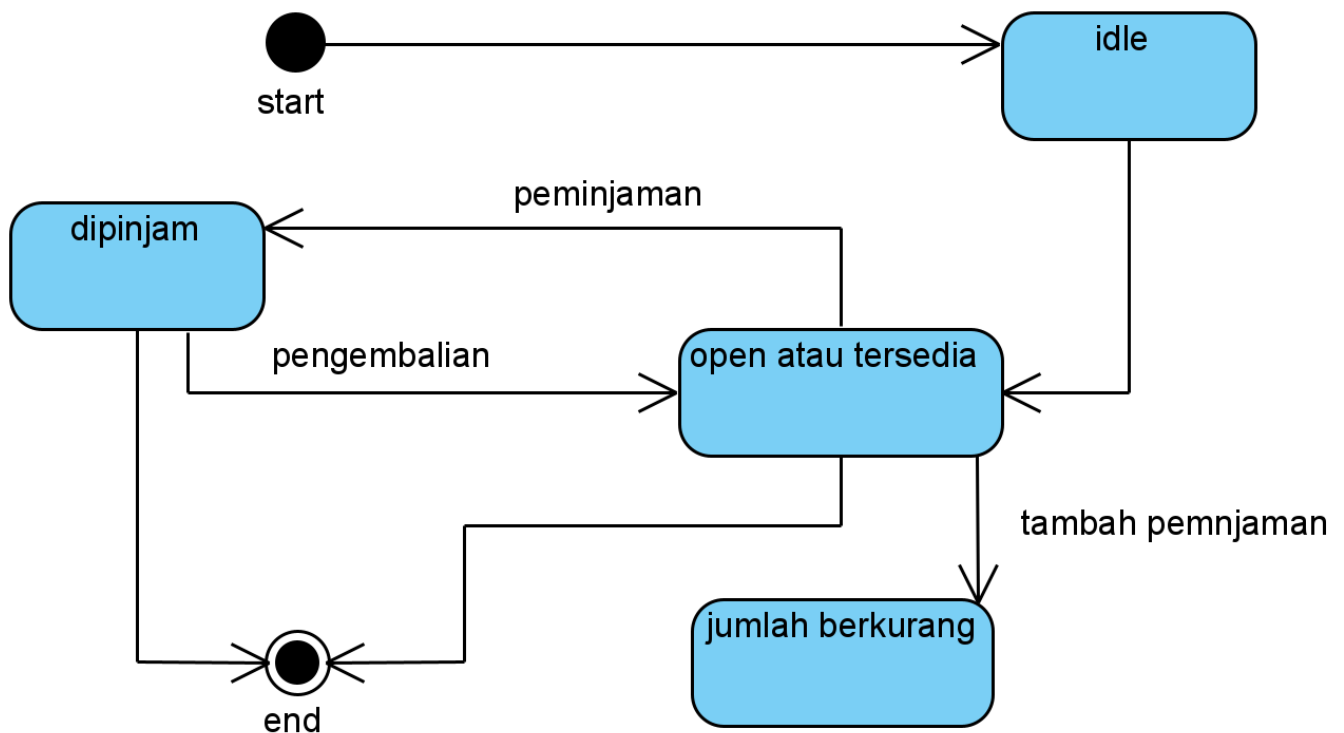 idle
start
peminjaman
dipinjam
pengembalian
open atau tersedia
tambah pemnjaman
jumlah berkurang
end